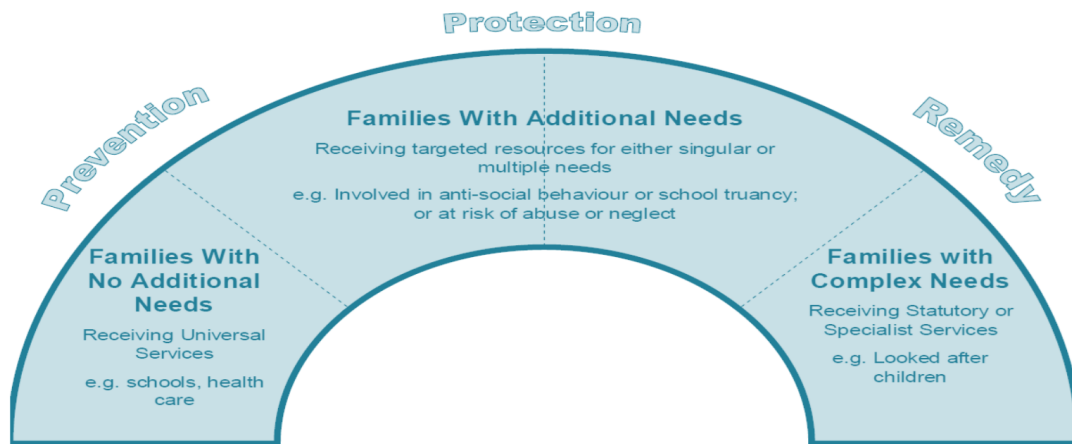 Protection
Prevention
Remedy
Families With Additional Needs
Receiving targeted resources for either singular or
multiple needs
e.g. Involved in anti-social behaviour or school truancy;
or at risk of abuse or neglect
Families With
No Additional
Needs
Receiving Universal
Services
e.g. schools, health
care
Families with
Complex Needs
Receiving Statutory or
Specialist Services
e.g. Looked after
children